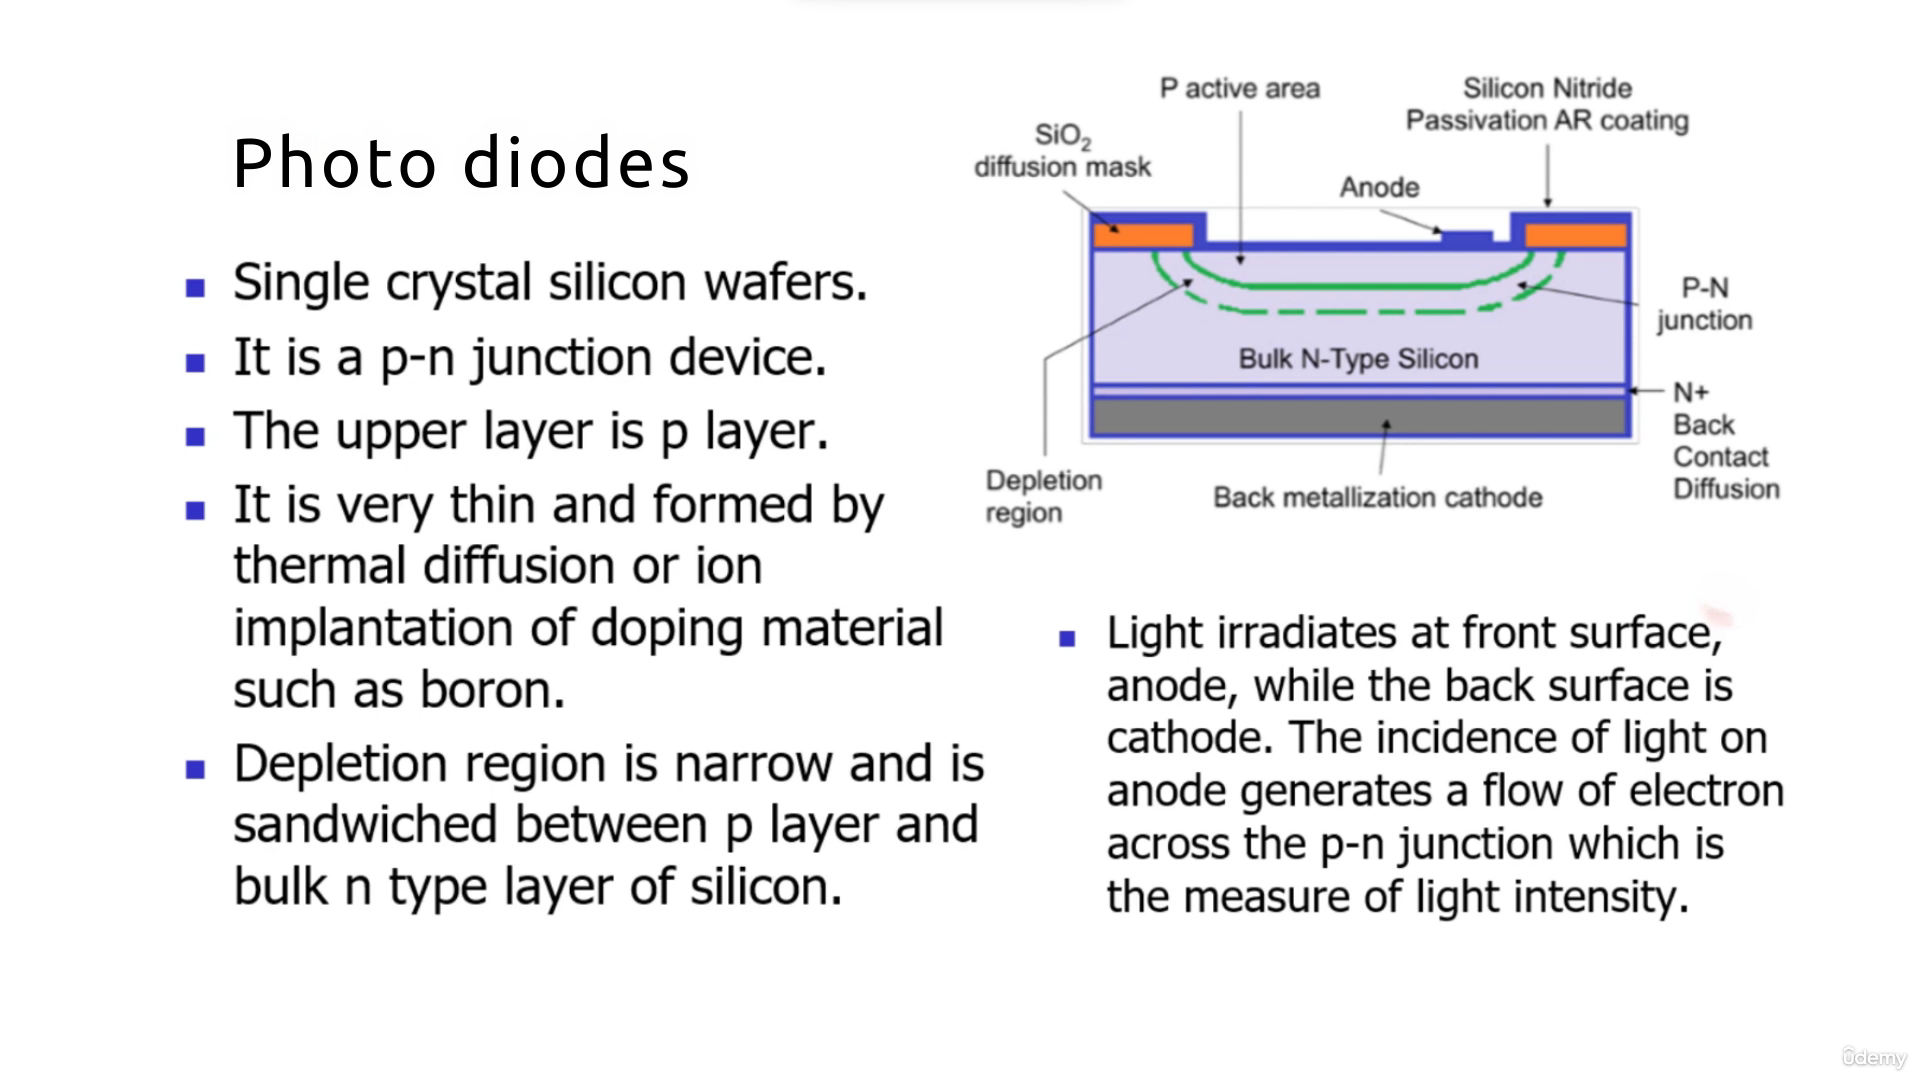 Photo diodes
Single crystal silicon wafers.
It is a p-n junction device.
The upper layer is p layer.
It is very thin and formed by
thermal diffusion or ion
implantation of doping material
such as boron.
Depletion region is narrow and is
sandwiched between p layer and
bulk n type layer of silicon.
P active area
Silicon Nitride
Passivation AR coating
SiO₂
diffusion mask
Anode
P-N
junction
Bulk N-Type Silicon
N+
Back
Contact
Diffusion
Depletion
region
Back metallization cathode
Light irradiates at front surface,
anode, while the back surface is
cathode. The incidence of light on
anode generates a flow of electron
across the p-n junction which is
the measure of light intensity.
ûdemy